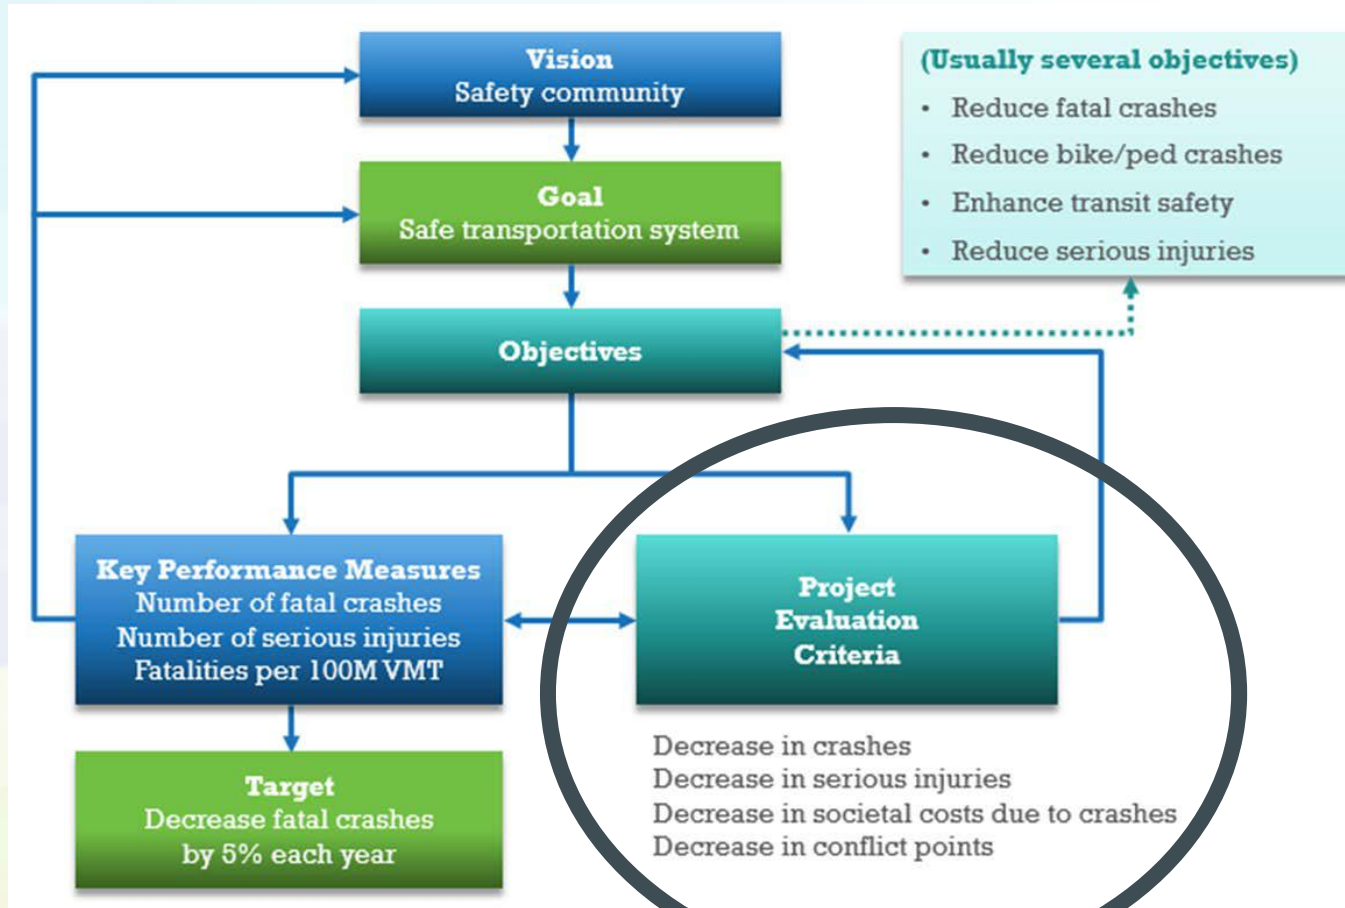 Vision
Safety community
Goal
Safe transportation system
Objectives
(Usually several objectives)
• Reduce fatal crashes
• Reduce bike/ped crashes
• Enhance transit safety
• Reduce serious injuries
Key Performance Measures
Number of fatal crashes
Number of serious injuries
Fatalities per 100M VMT
Project
Evaluation
Criteria
Decrease in crashes
Decrease in serious injuries
Decrease in societal costs due to crashes
Decrease in conflict points
Target
Decrease fatal crashes
by 5% each year